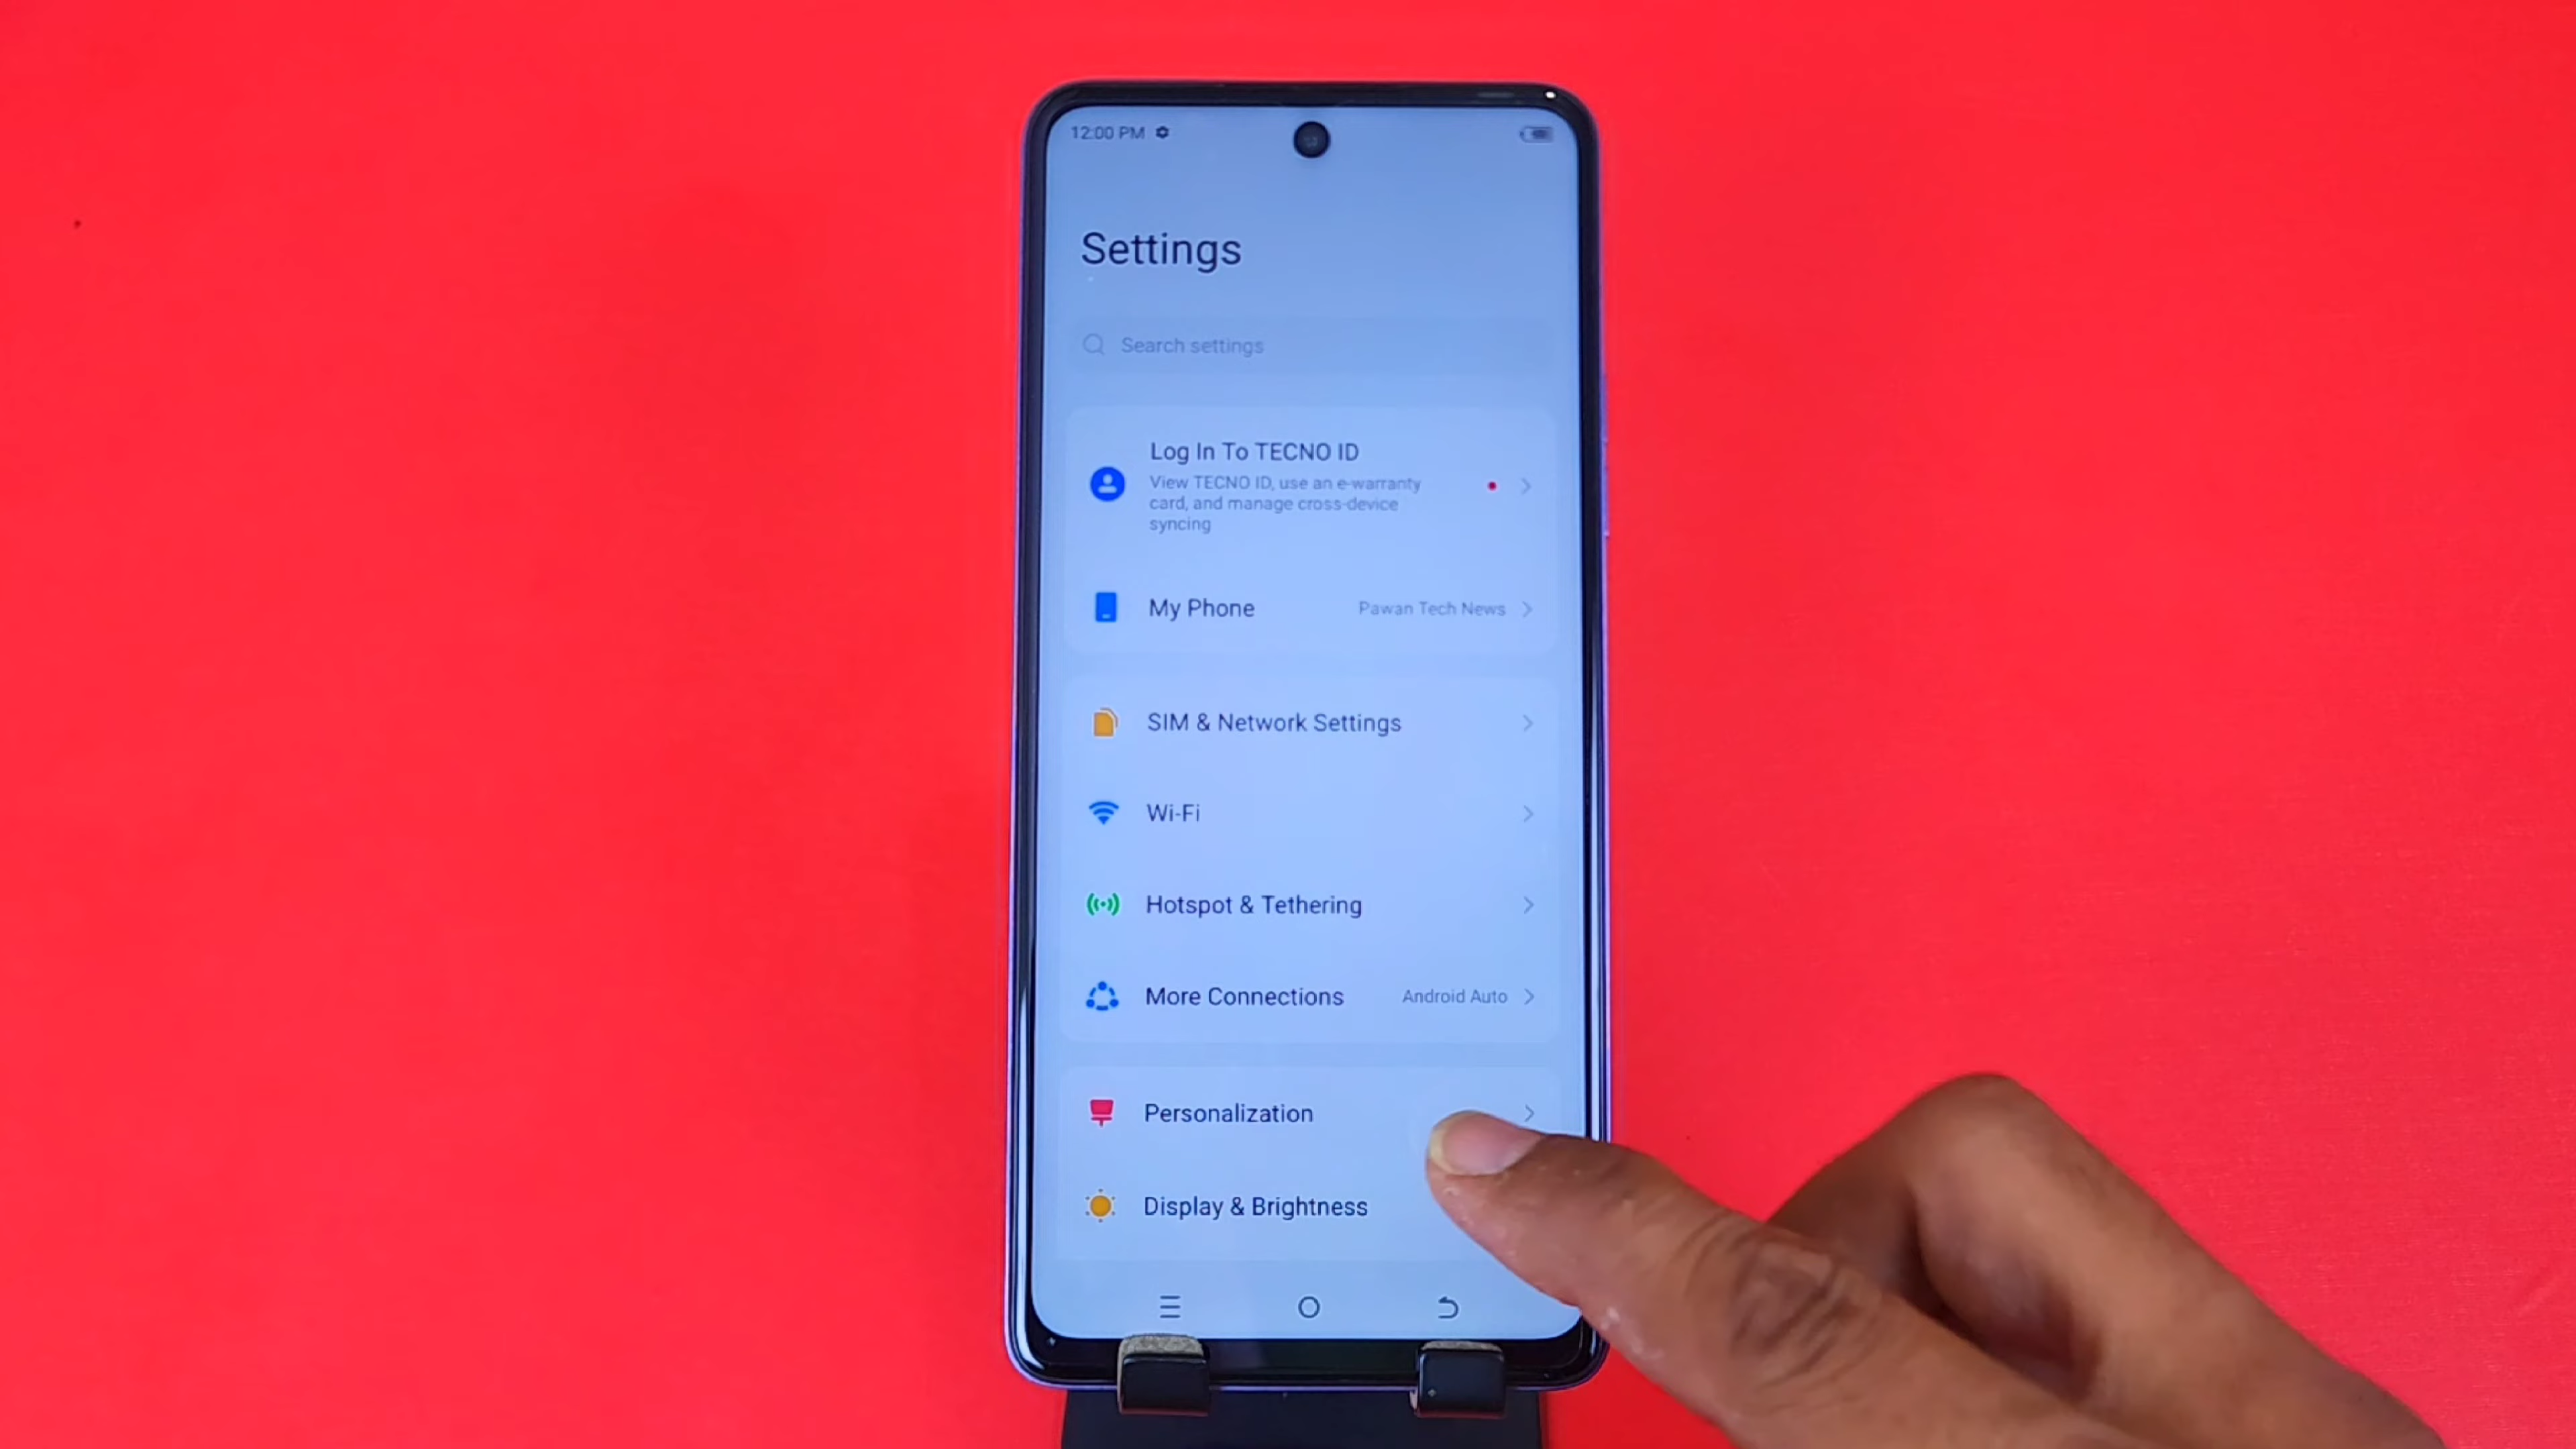 12:00 PM
Settings
Search settings
Log In To TECNO ID
View TECNO ID, use an e-warranty
card, and manage cross-device
syncing
My Phone Pawan Tech News
SIM & Network Settings
Wi-Fi
Hotspot & Tethering
More Connections Android Auto
Personalization
Display & Brightness